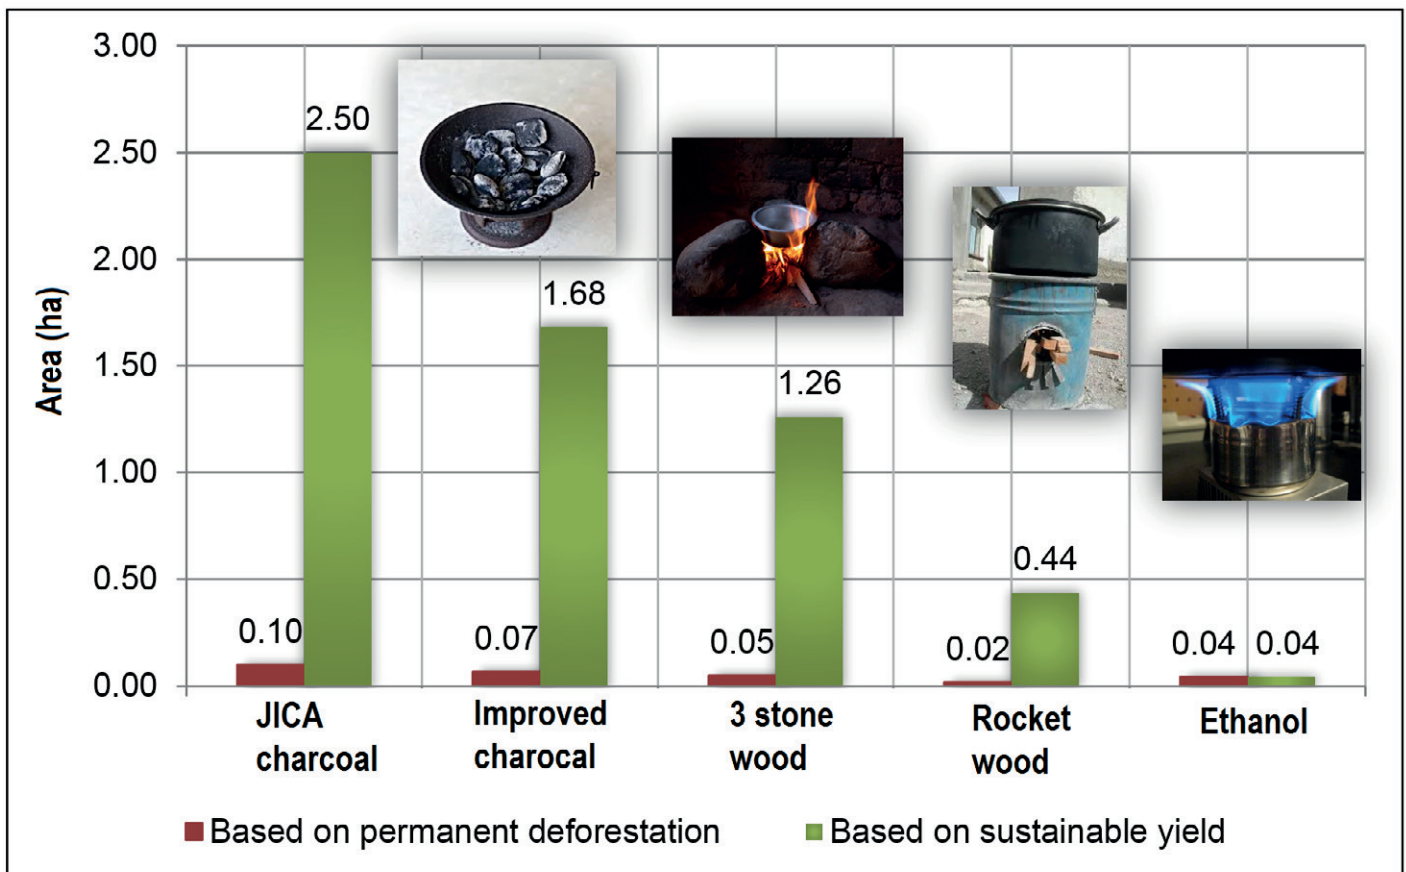 3.00
2.50
2.00
1.50
1.00
0.50
0.00
Area (ha)
2.50
1.68
1.26
0.44
0.10
0.07
0.05
0.02
0.04
0.04
JICA
charcoal
Improved
charocal
3 stone
wood
Rocket
wood
Ethanol
Based on permanent deforestation
Based on sustainable yield